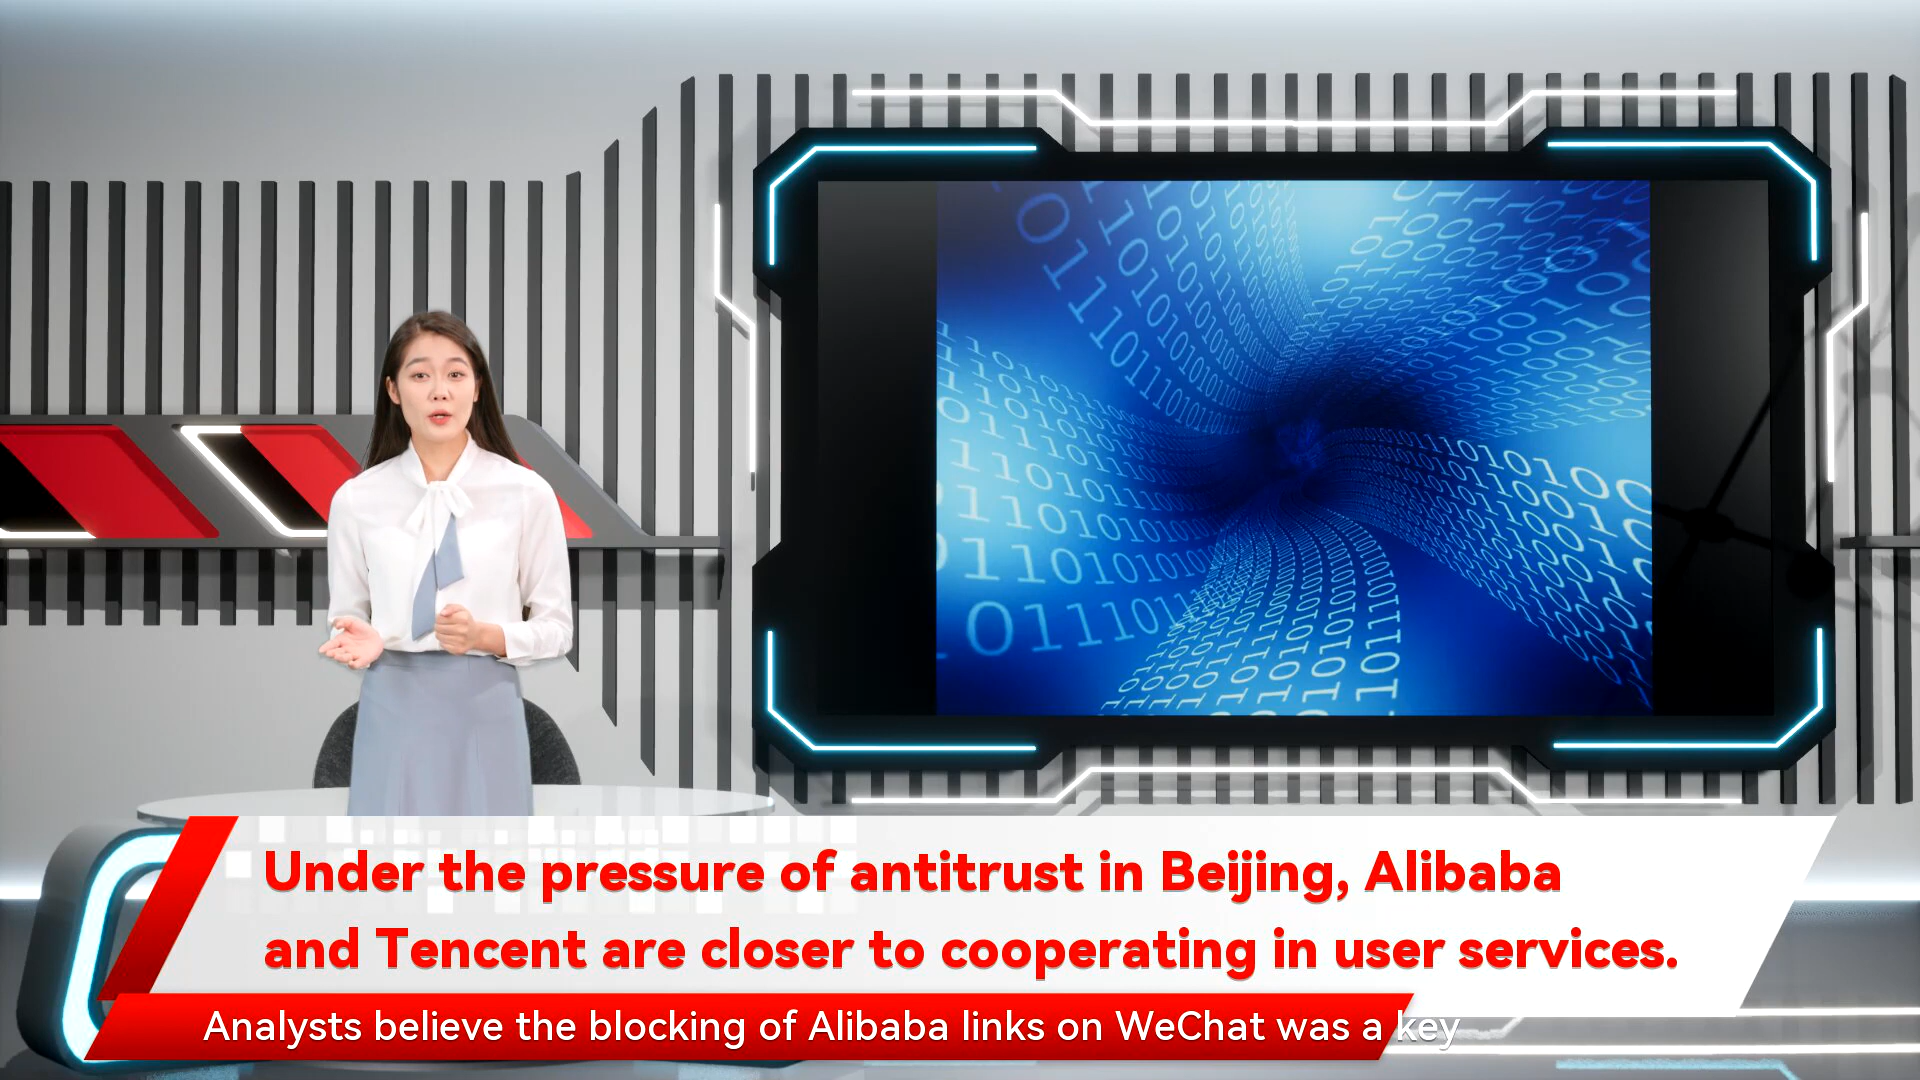 Under the pressure of antitrust in Beijing, Alibaba
and Tencent are closer to cooperating in user services.
Analysts believe the blocking of Alibaba links on WeChat was a key